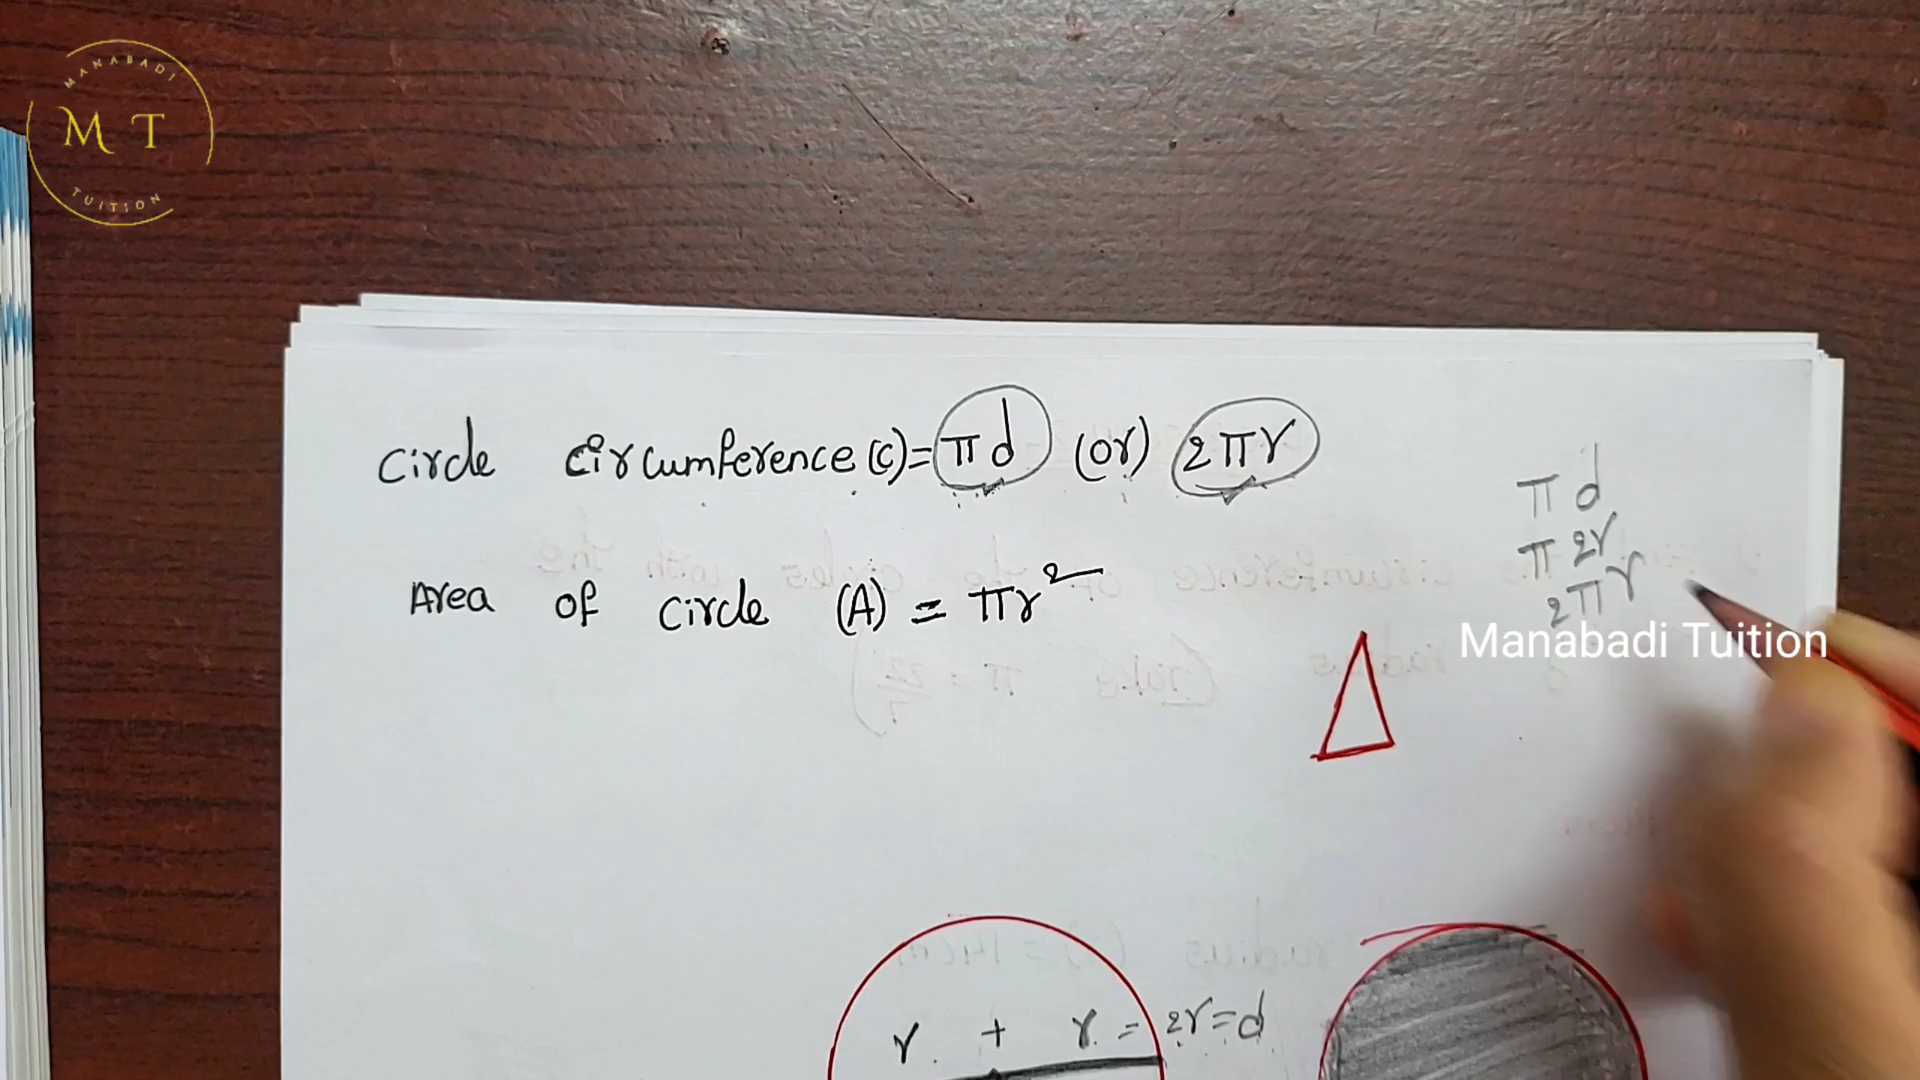 MANABADI
M T
TUITION
Circle Circumference (C) = πd (or) 2πr
Area of circle (A) = πr²
πd
π2r
2πr
Manabadi Tuition
r + r = 2r = d